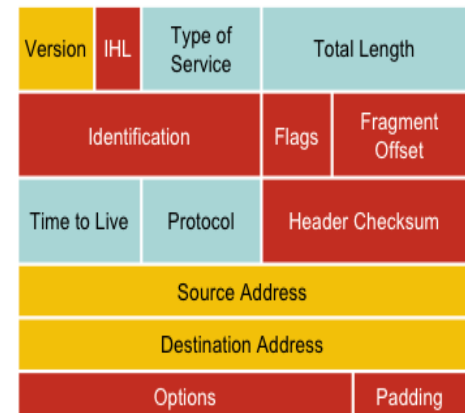 Version
IHL
Type of
Service
Total Length
Identification
Flags
Fragment
Offset
Time to Live
Protocol
Header Checksum
Source Address
Destination Address
Options
Padding